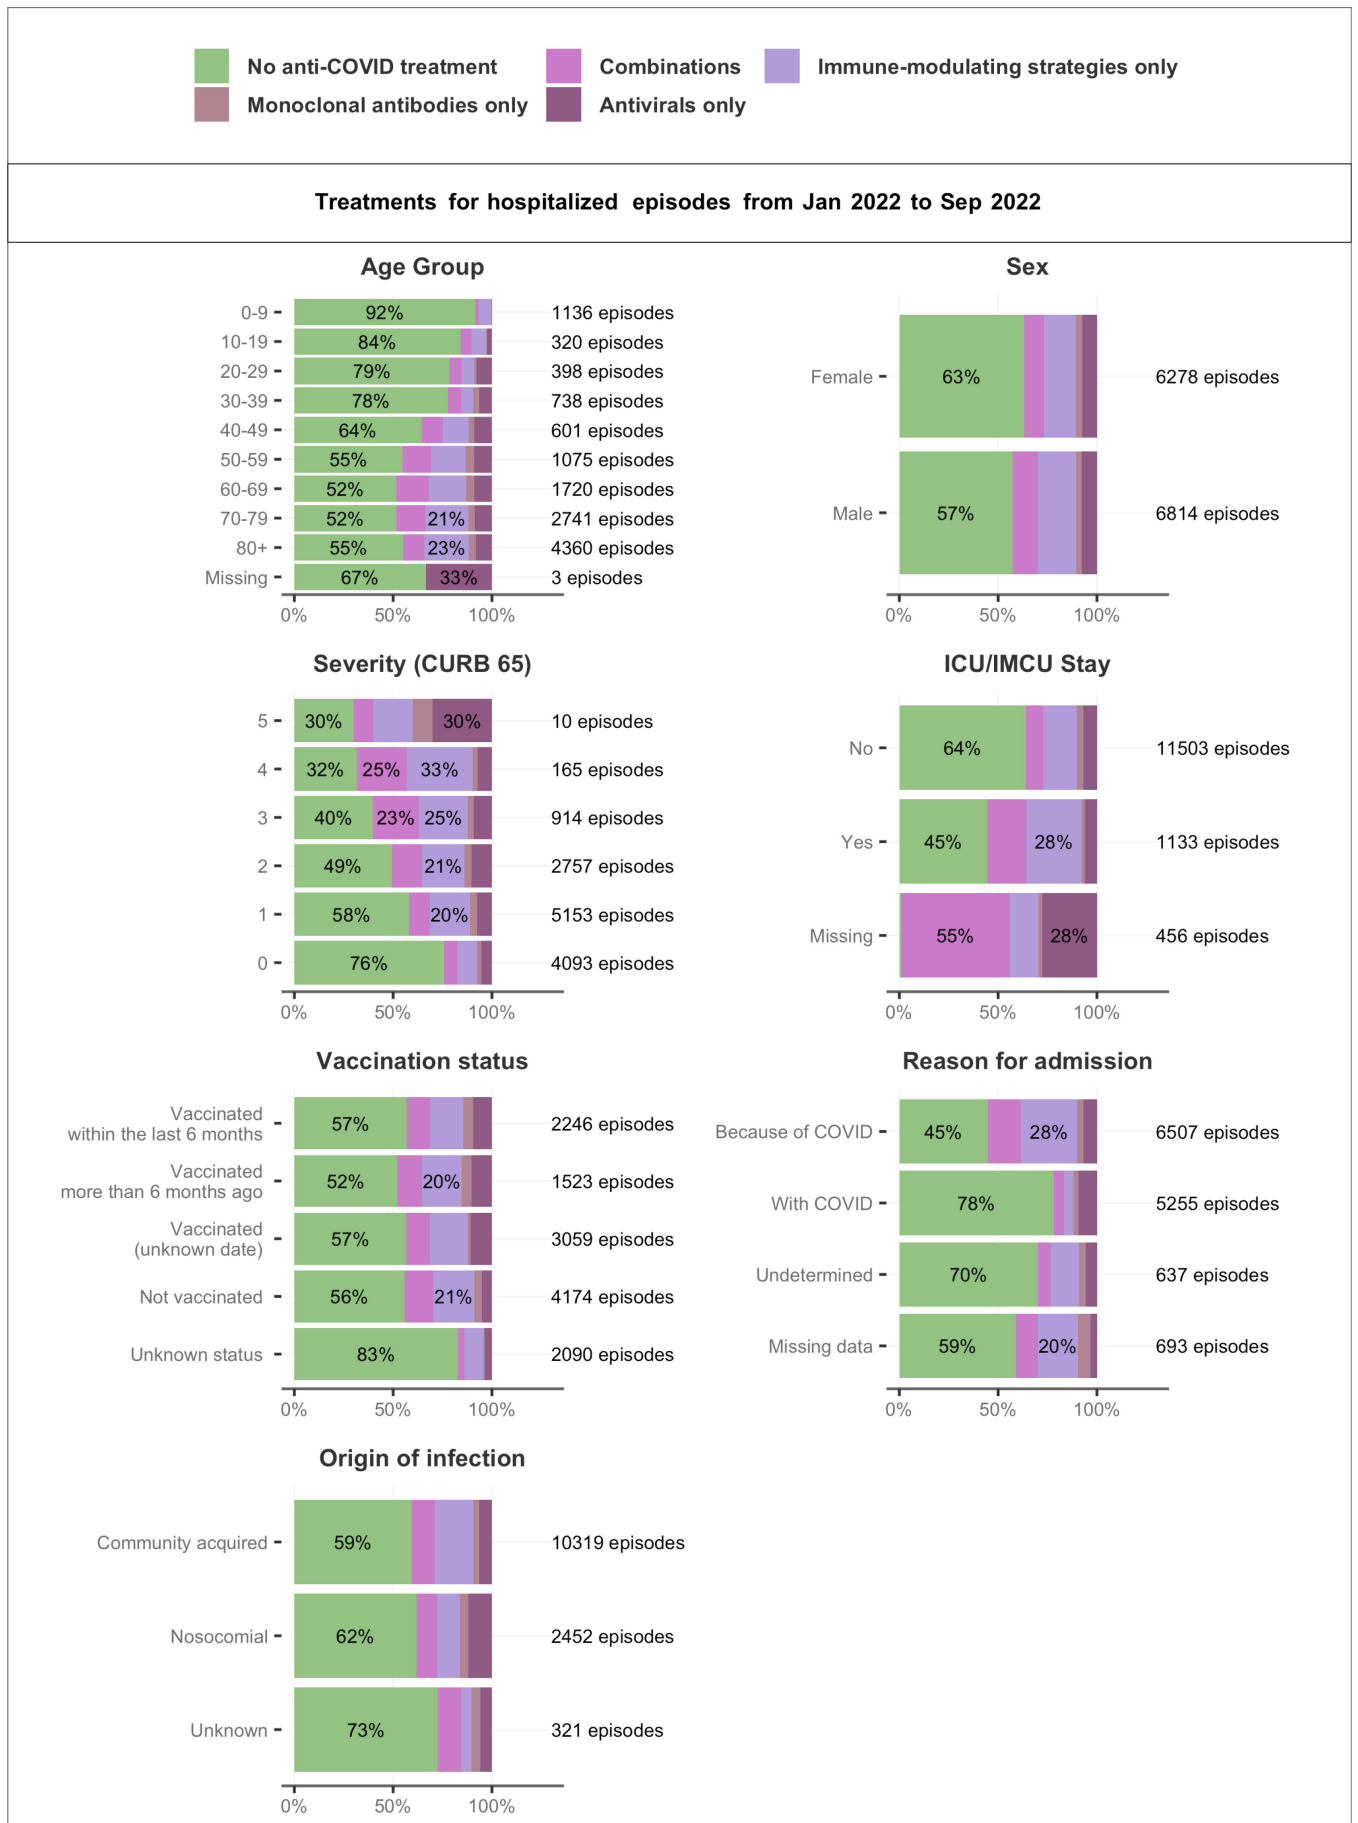 No anti-COVID treatment
Combinations
Immune-modulating strategies only
Monoclonal antibodies only
Antivirals only
Treatments for hospitalized episodes from Jan 2022 to Sep 2022
Age Group
0-9 92% 1136 episodes
10-19 84% 320 episodes
20-29 79% 398 episodes
30-39 78% 738 episodes
40-49 64% 601 episodes
50-59 55% 1075 episodes
60-69 52% 1720 episodes
70-79 52% 21% 2741 episodes
80+ 55% 23% 4360 episodes
Missing 67% 33% 3 episodes
0% 50% 100%
Sex
Female 63% 6278 episodes
Male 57% 6814 episodes
0% 50% 100%
Severity (CURB 65)
5 30% 30% 10 episodes
4 32% 25% 33% 165 episodes
3 40% 23% 25% 914 episodes
2 49% 21% 2757 episodes
1 58% 20% 5153 episodes
0 76% 4093 episodes
0% 50% 100%
ICU/IMCU Stay
No 64% 11503 episodes
Yes 45% 28% 1133 episodes
Missing 55% 28% 456 episodes
0% 50% 100%
Vaccination status
Vaccinated
within the last 6 months 57% 2246 episodes
Vaccinated
more than 6 months ago 52% 20% 1523 episodes
Vaccinated
(unknown date) 57% 3059 episodes
Not vaccinated 56% 21% 4174 episodes
Unknown status 83% 2090 episodes
0% 50% 100%
Reason for admission
Because of COVID 45% 28% 6507 episodes
With COVID 78% 5255 episodes
Undetermined 70% 637 episodes
Missing data 59% 20% 693 episodes
0% 50% 100%
Origin of infection
Community acquired 59% 10319 episodes
Nosocomial 62% 2452 episodes
Unknown 73% 321 episodes
0% 50% 100%